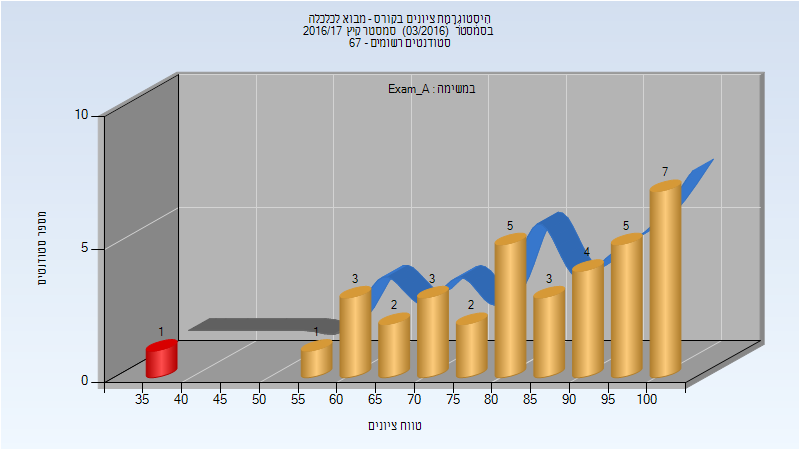 היסטוגרמת ציונים בקורס - מבוא לכלכלה
בסמסטר (03/2016) סמסטר קיץ 2016/17
סטודנטים רשומים - 67
במשימה : Exam_A
מספר סטודנטים
10
5
0
1 1 3 2 3 2 5 3 4 5 7
35 40 45 50 55 60 65 70 75 80 85 90 95 100
טווח ציונים